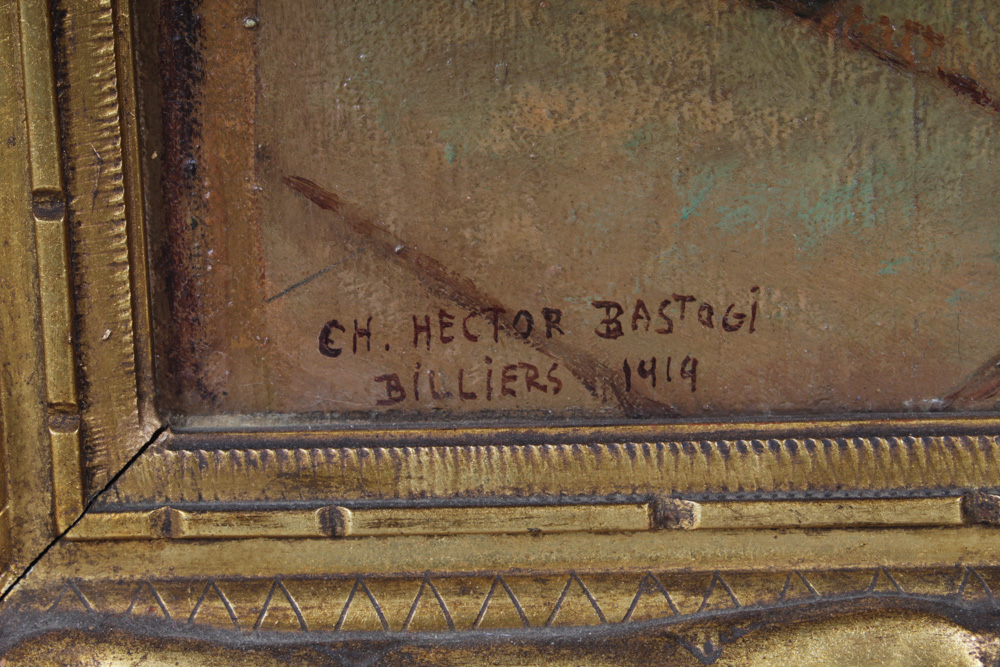 CH. HECTOR BASTOGi
BiLLiERS 1919